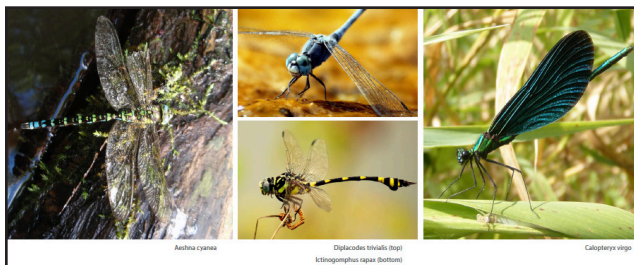 Aeshna cyanea
Diplacodes trivialis (top)
Ictinogomphus rapax (bottom)
Calopteryx virgo